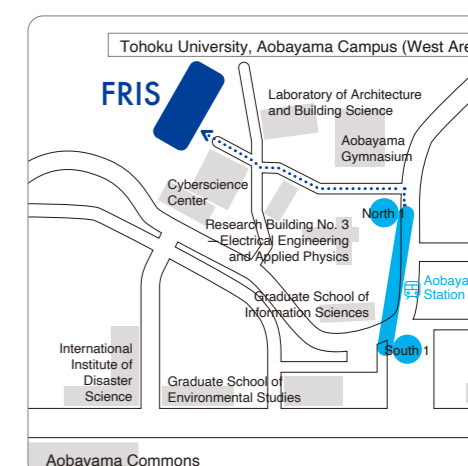 Tohoku University, Aobayama Campus (West Are
FRIS
Laboratory of Architecture
and Building Science
Aobayama
Gymnasium
Cyberscience
Center
North 1
Research Building No. 3
–Electrical Engineering
and Applied Physics
Aobaya
Station
Graduate School of
Information Sciences
South 1
International
Institute of
Disaster
Science
Graduate School of
Environmental Studies
Aobayama Commons